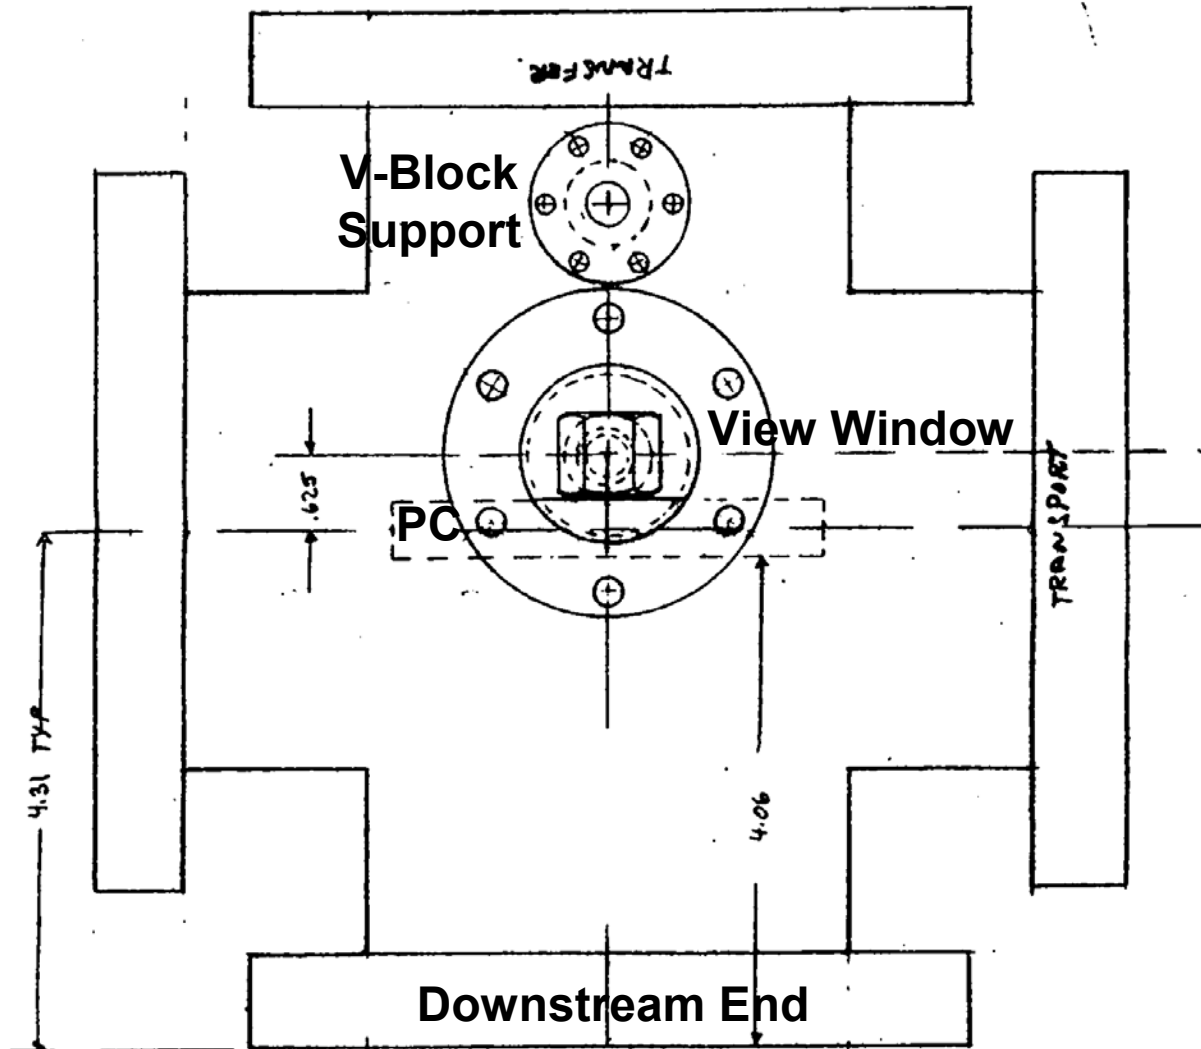 TRANSFER.
V-Block
Support
View Window
.625
PC
TRANSPORT
4.31 TYP
4.06
Downstream End